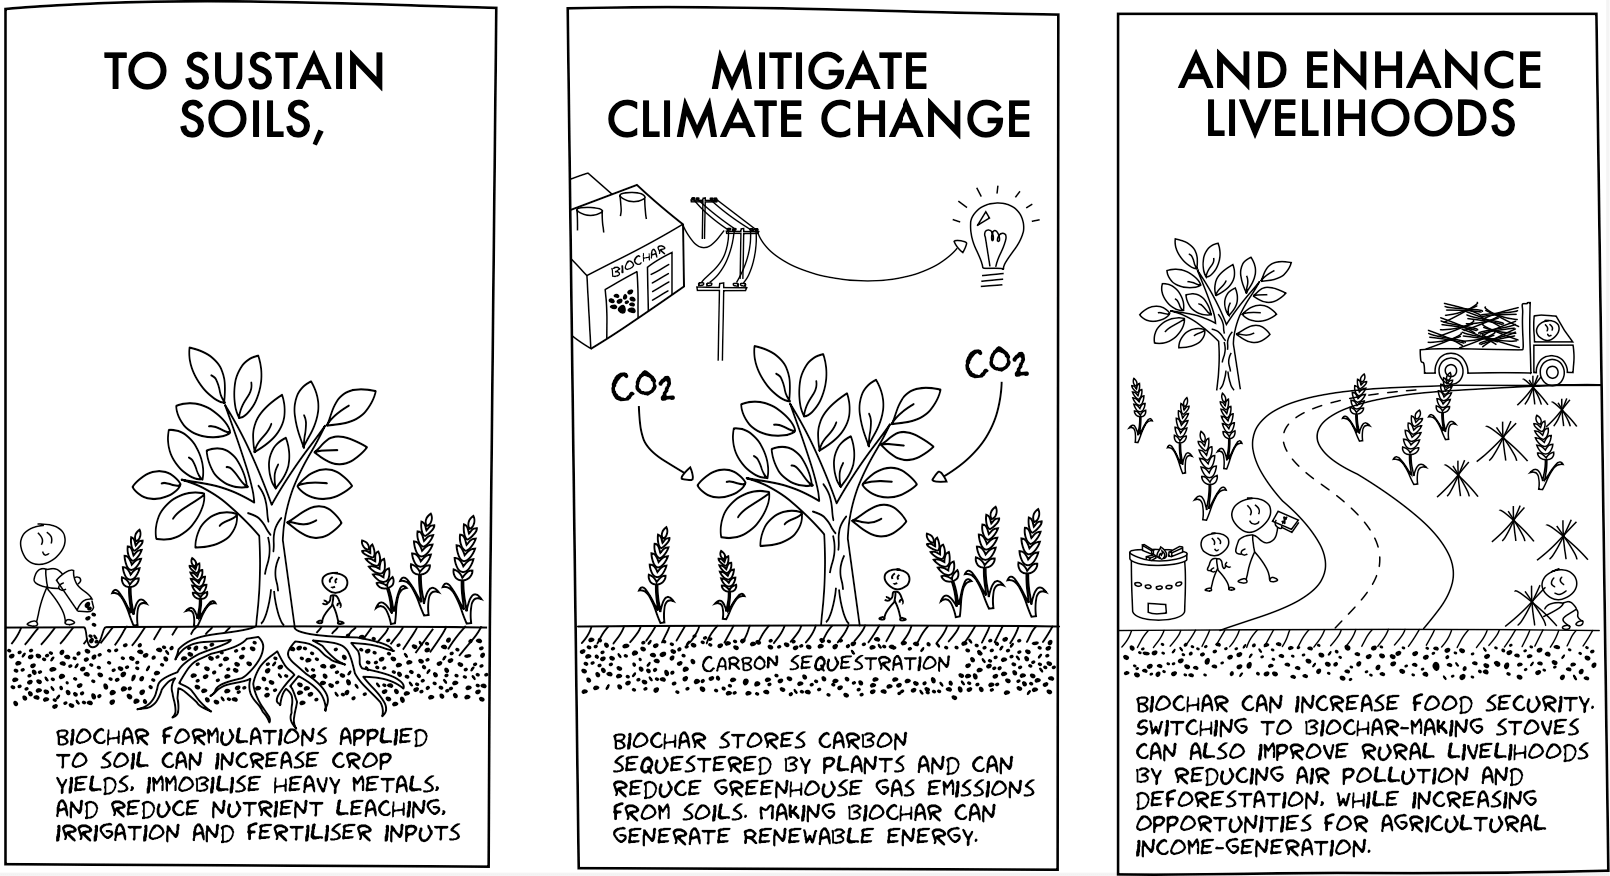 TO SUSTAIN
SOILS,
BIOCHAR FORMULATIONS APPLIED
TO SOIL CAN INCREASE CROP
YIELDS, IMMOBILISE HEAVY METALS,
AND REDUCE NUTRIENT LEACHING,
IRRIGATION AND FERTILISER INPUTS
MITIGATE
CLIMATE CHANGE
BIOCHAR
CO2
CO2
CARBON SEQUESTRATION
BIOCHAR STORES CARBON
SEQUESTERED BY PLANTS AND CAN
REDUCE GREENHOUSE GAS EMISSIONS
FROM SOILS. MAKING BIOCHAR CAN
GENERATE RENEWABLE ENERGY.
AND ENHANCE
LIVELIHOODS
BIOCHAR CAN INCREASE FOOD SECURITY.
SWITCHING TO BIOCHAR-MAKING STOVES
CAN ALSO IMPROVE RURAL LIVELIHOODS
BY REDUCING AIR POLLUTION AND
DEFORESTATION, WHILE INCREASING
OPPORTUNITIES FOR AGRICULTURAL
INCOME-GENERATION.